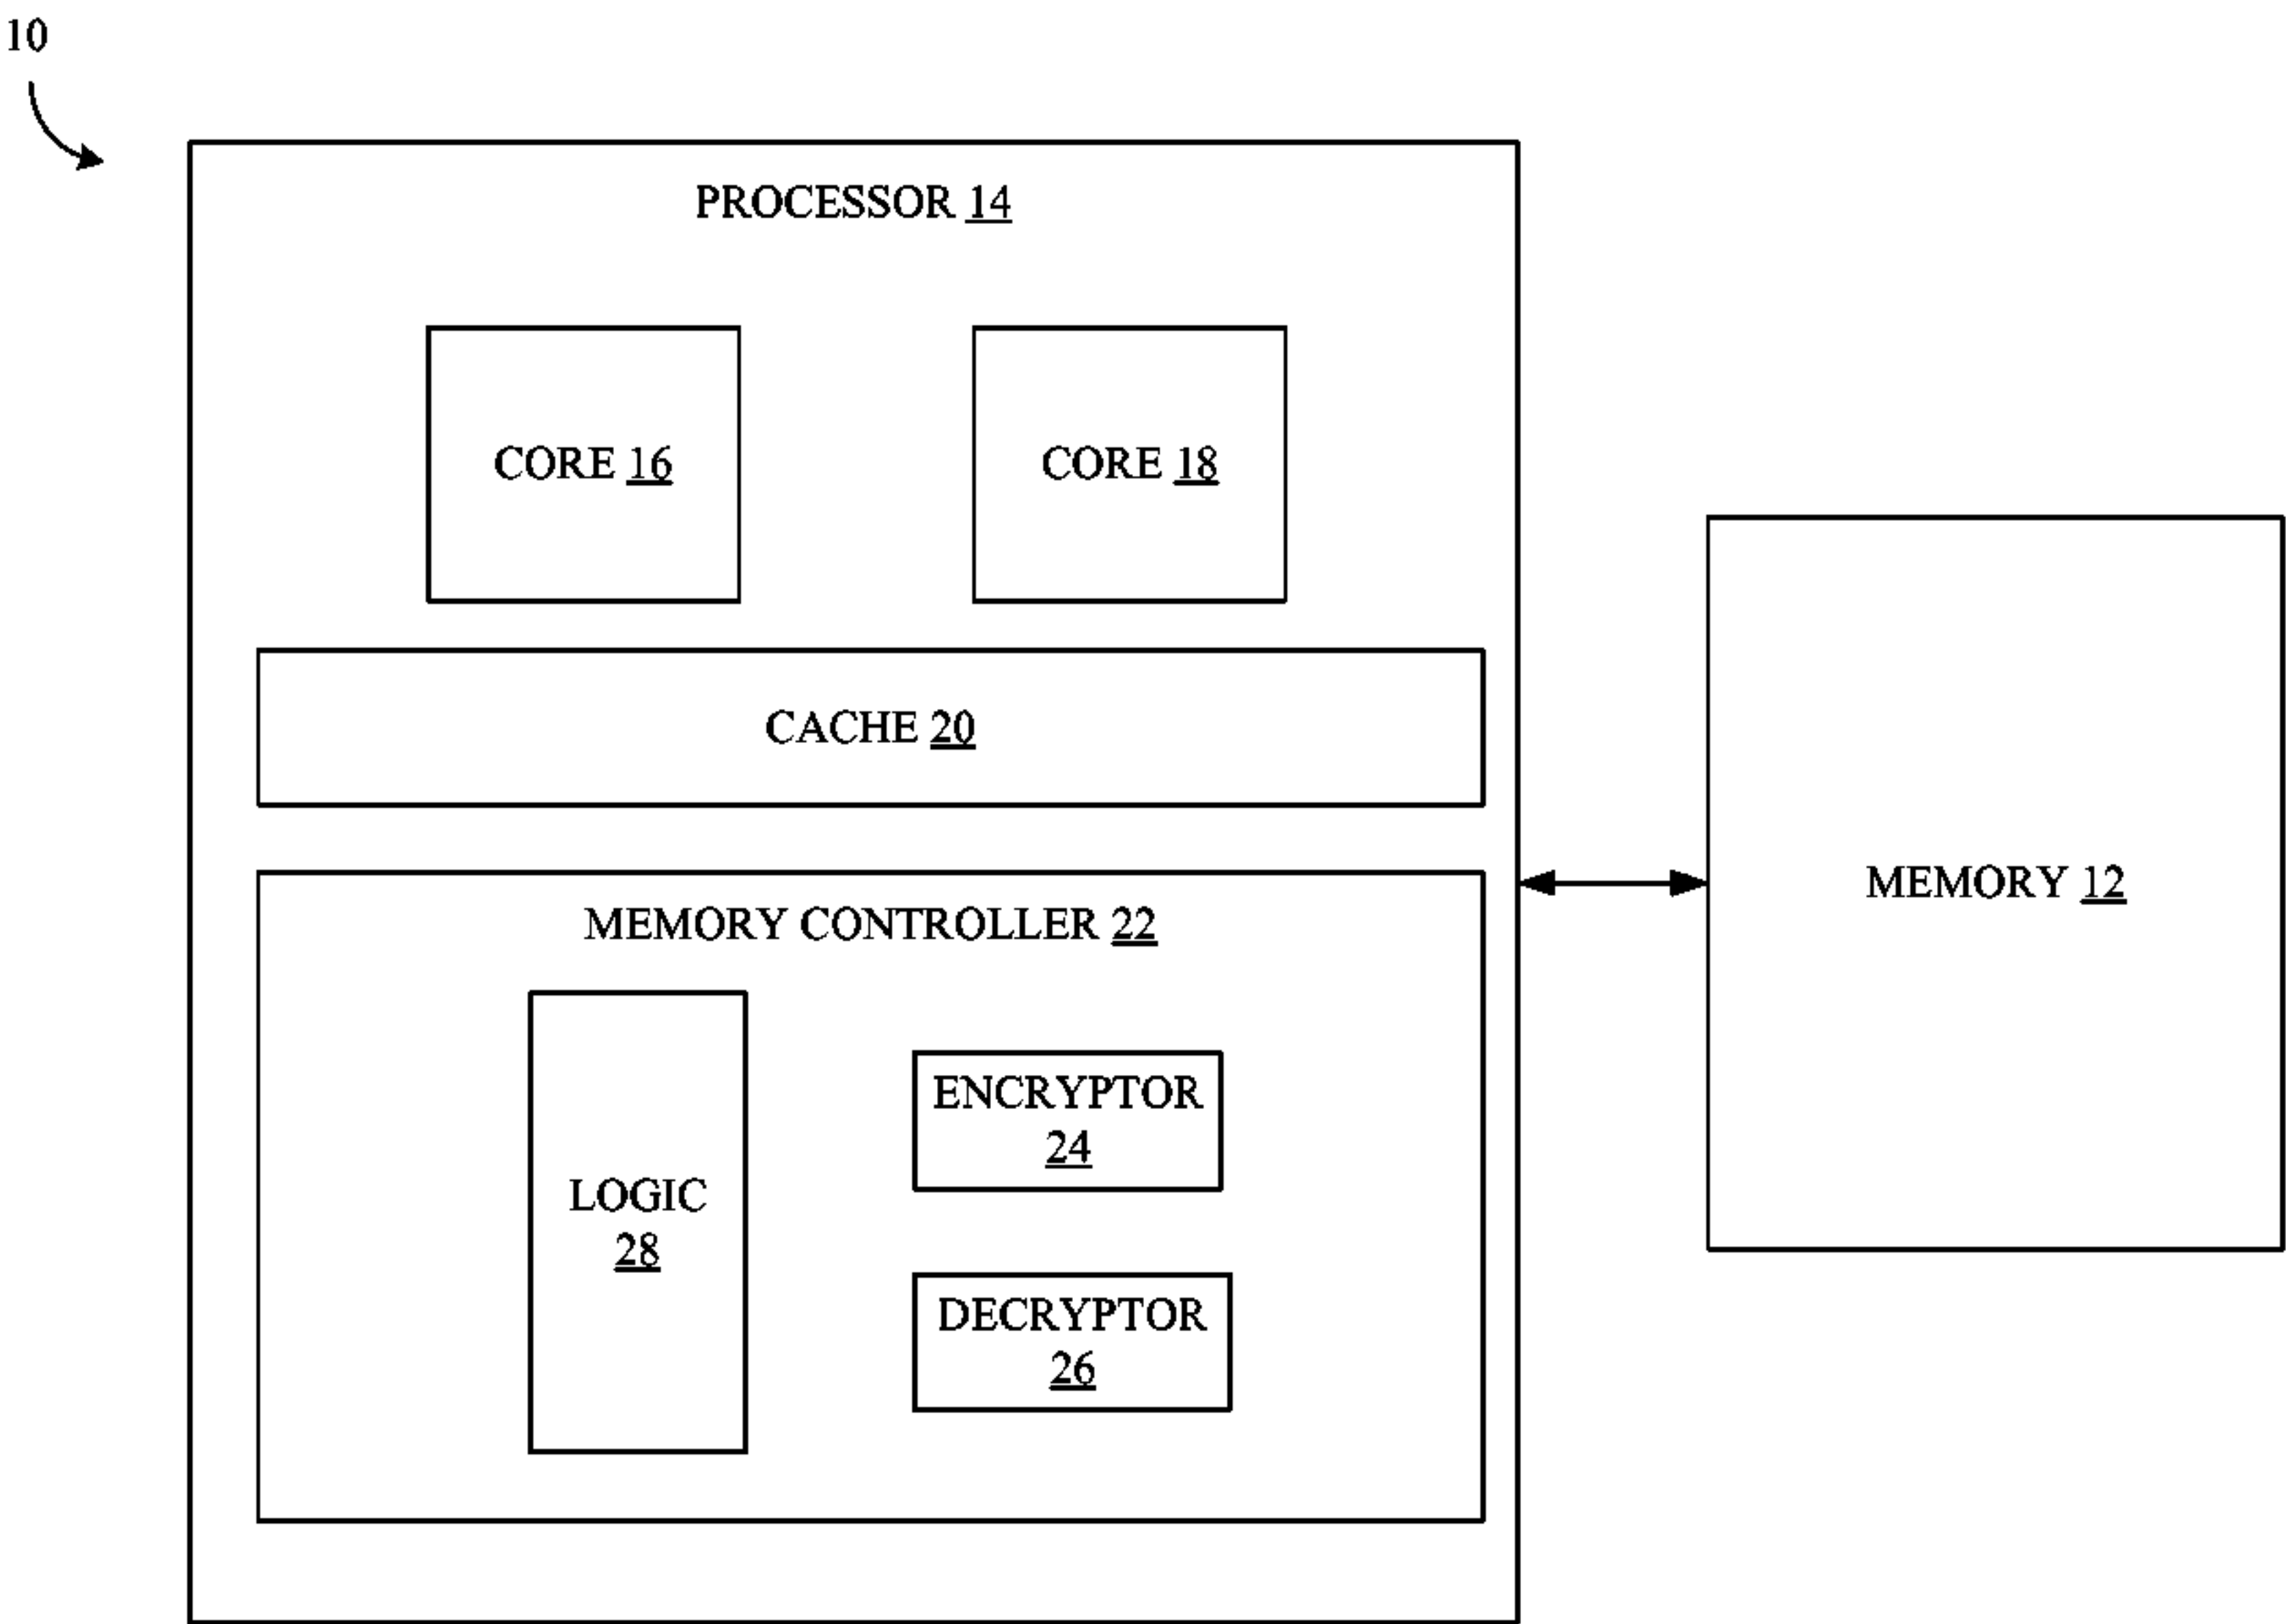 10
PROCESSOR 14
CORE 16
CORE 18
CACHE 20
MEMORY CONTROLLER 22
LOGIC
28
ENCRYPTOR
24
DECRYPTOR
26
MEMORY 12